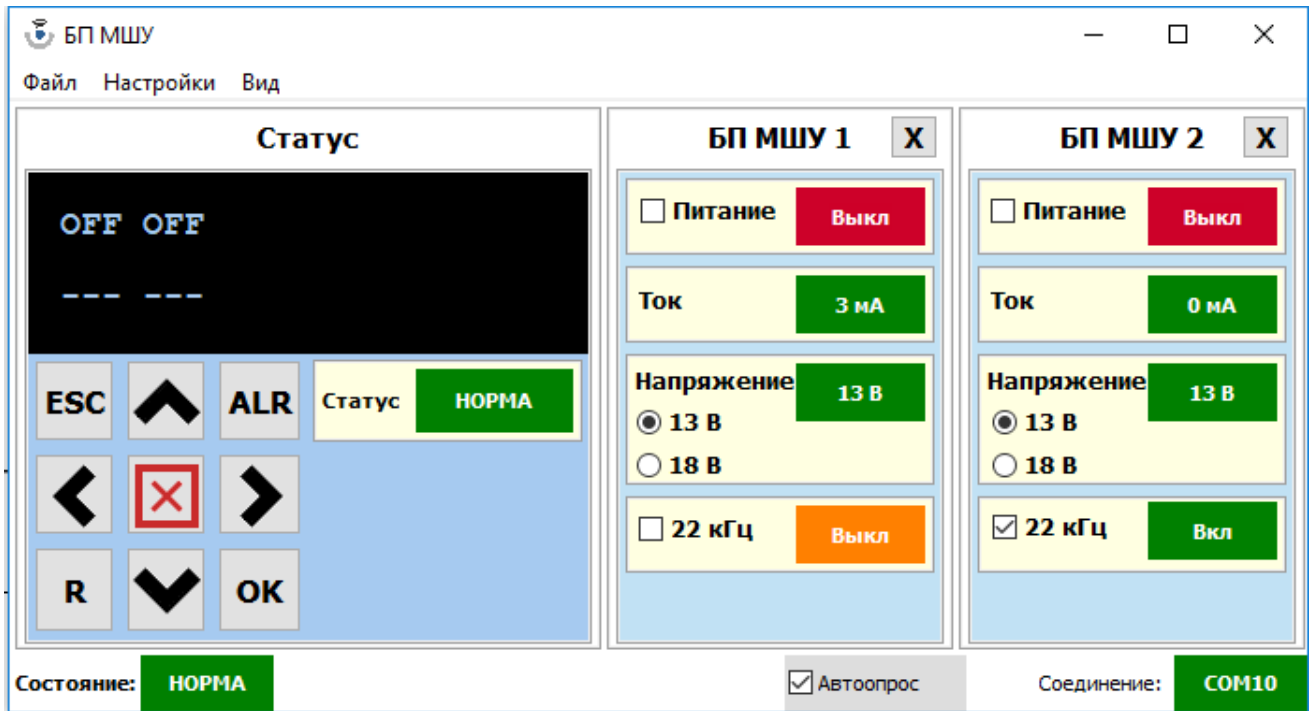 БП МШУ
Файл Настройки Вид
Статус
OFF OFF
--- ---
ESC ALR
Статус НОРМА
R OK
БП МШУ 1 X
Питание Выкл
Ток 3 мА
Напряжение 13 В
13 В
18 В
22 кГц Выкл
БП МШУ 2 X
Питание Выкл
Ток 0 мА
Напряжение 13 В
13 В
18 В
22 кГц Вкл
Состояние: НОРМА
Автоопрос
Соединение: COM10